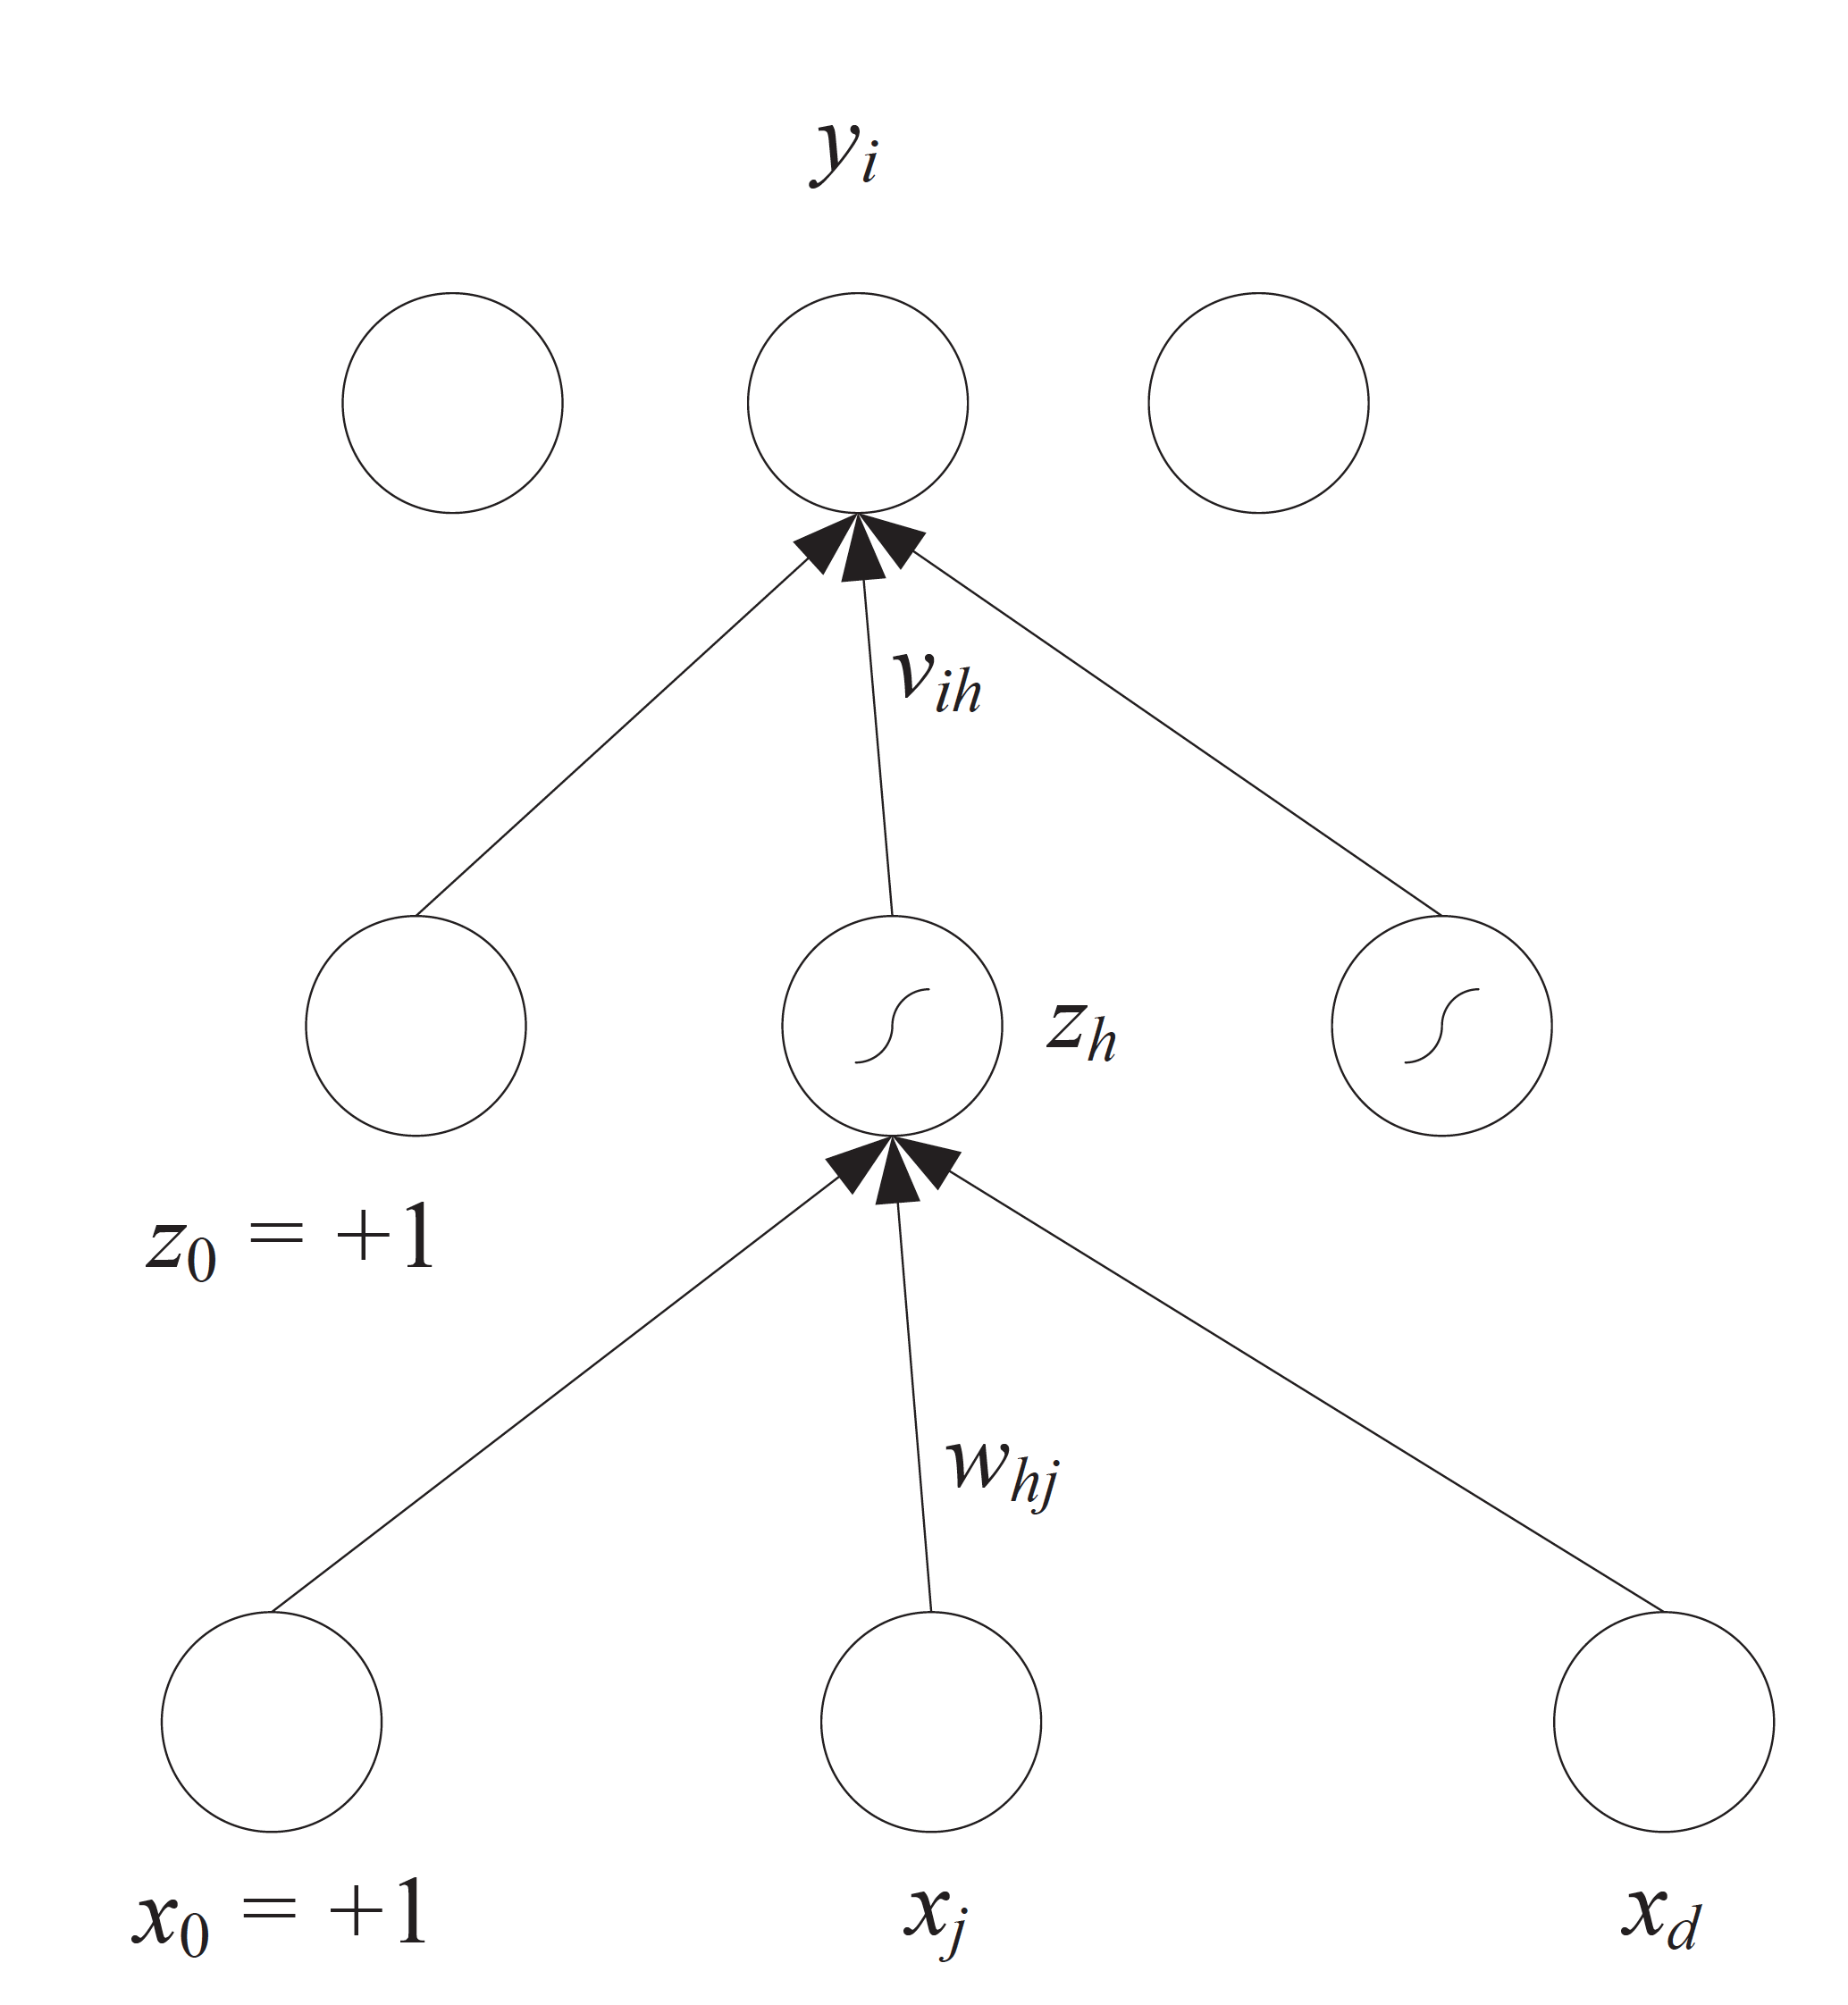 y_i
v_ih
z_h
z_0 = +1
w_hj
x_0 = +1 x_j x_d